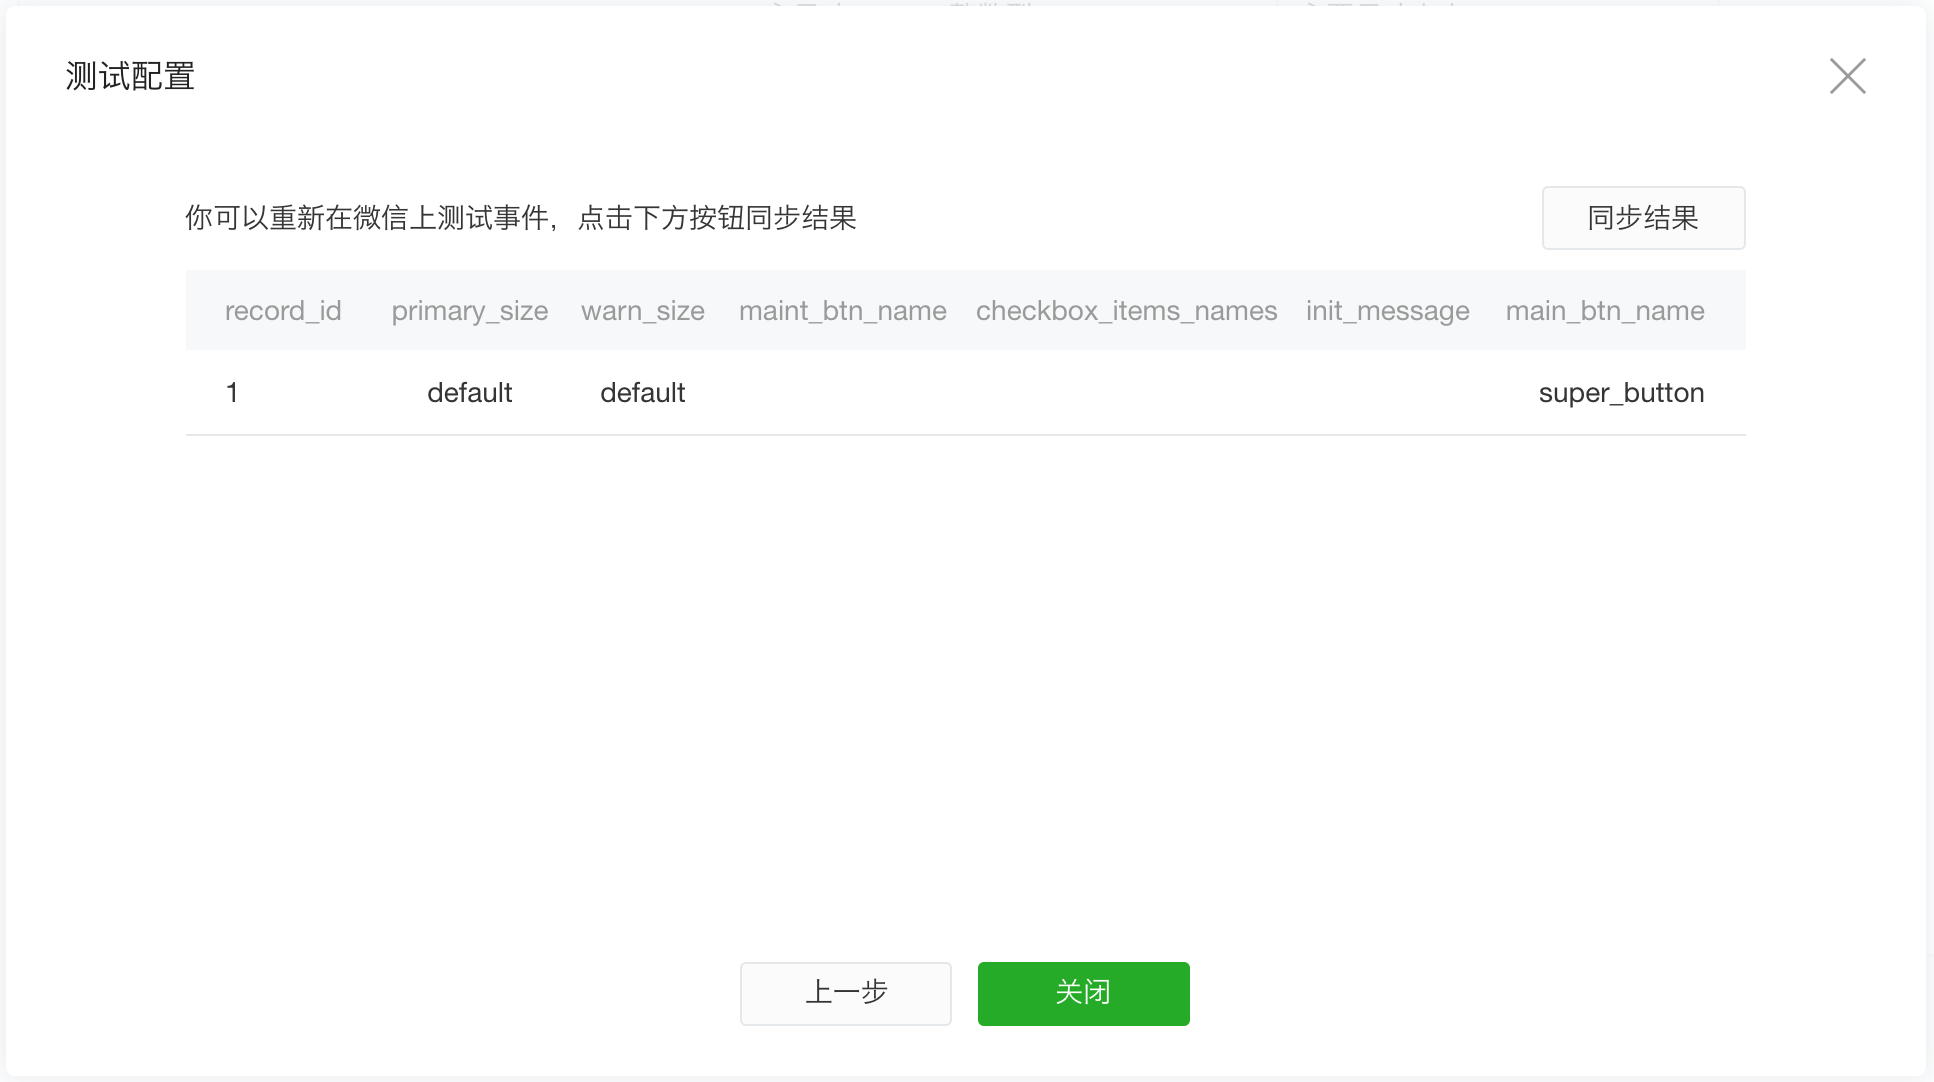 测试配置
你可以重新在微信上测试事件，点击下方按钮同步结果
同步结果
record_id primary_size warn_size maint_btn_name checkbox_items_names init_message main_btn_name
1 default default super_button
上一步
关闭